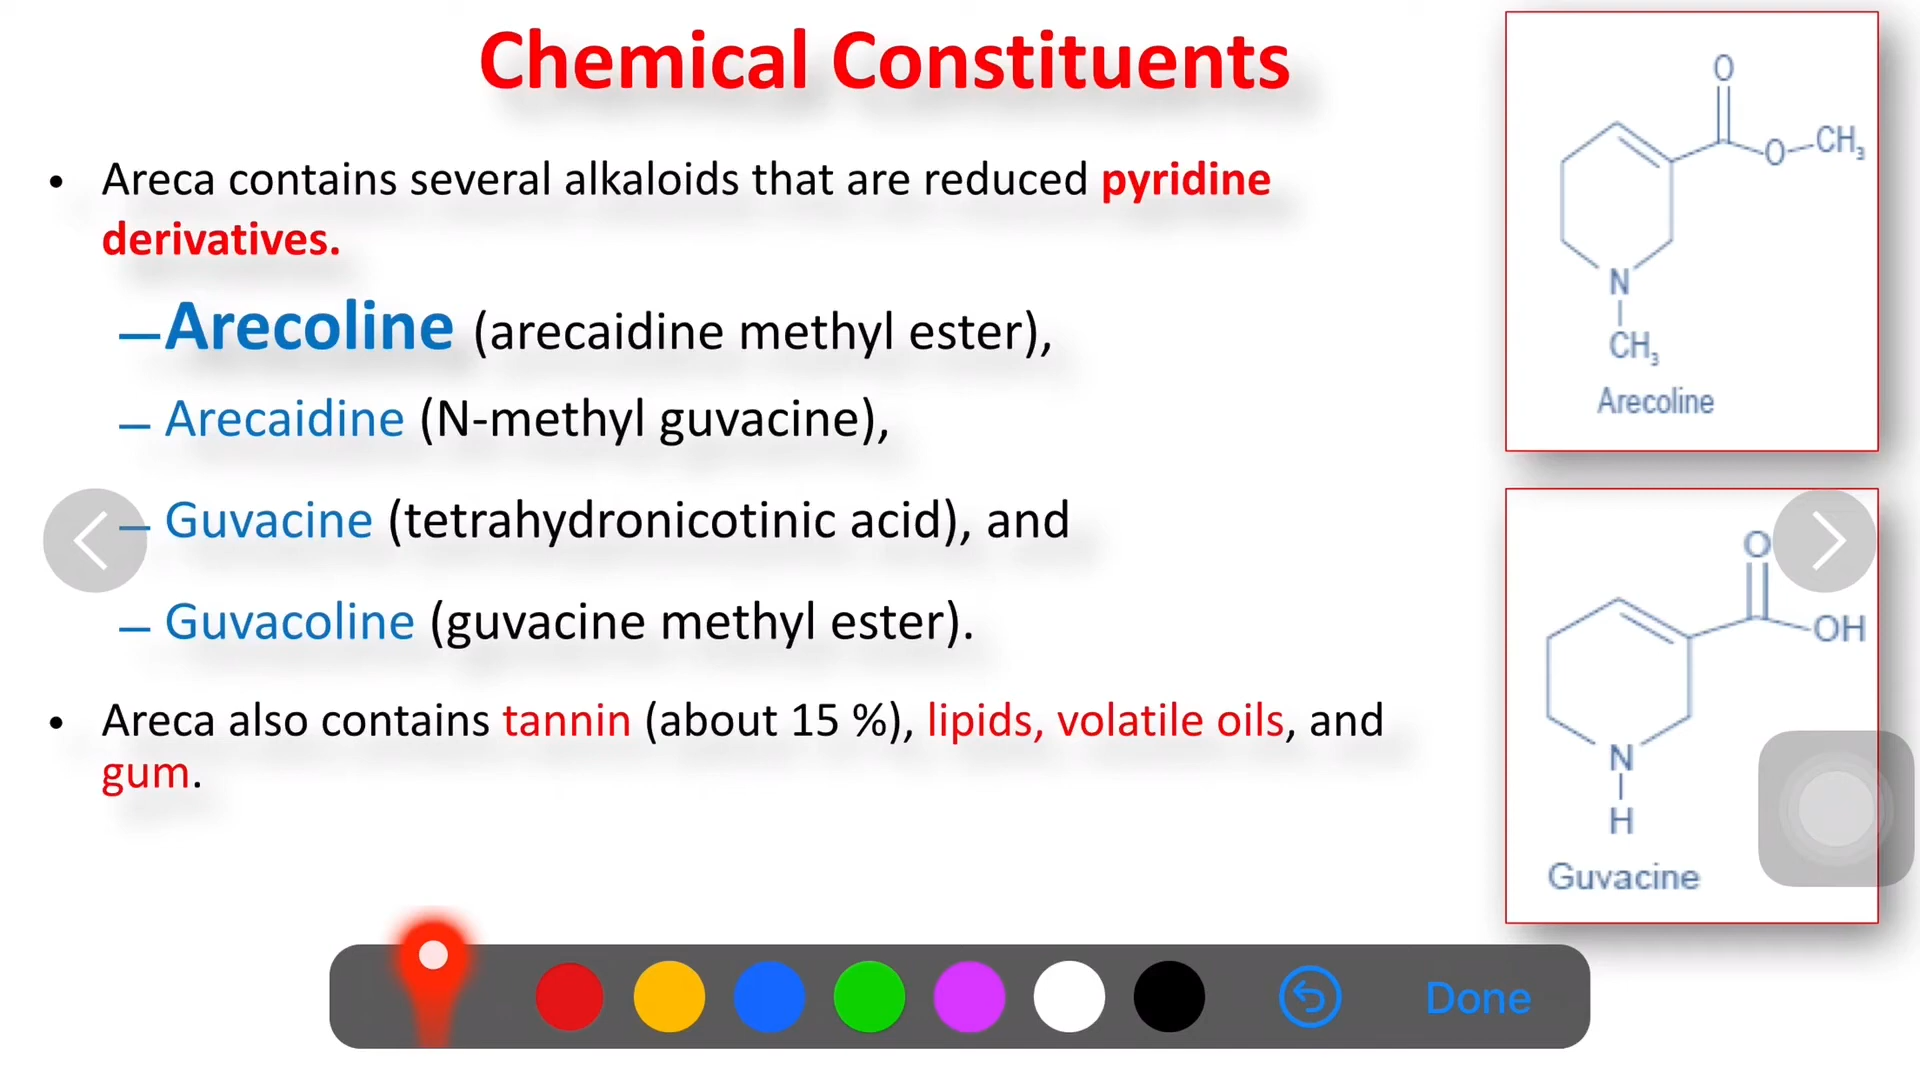 Chemical Constituents
• Areca contains several alkaloids that are reduced pyridine
derivatives.
–Arecoline (arecaidine methyl ester),
– Arecaidine (N-methyl guvacine),
– Guvacine (tetrahydronicotinic acid), and
– Guvacoline (guvacine methyl ester).
• Areca also contains tannin (about 15 %), lipids, volatile oils, and
gum.
O
O
CH₃
N
CH₃
Arecoline
O
OH
N
H
Guvacine
Done